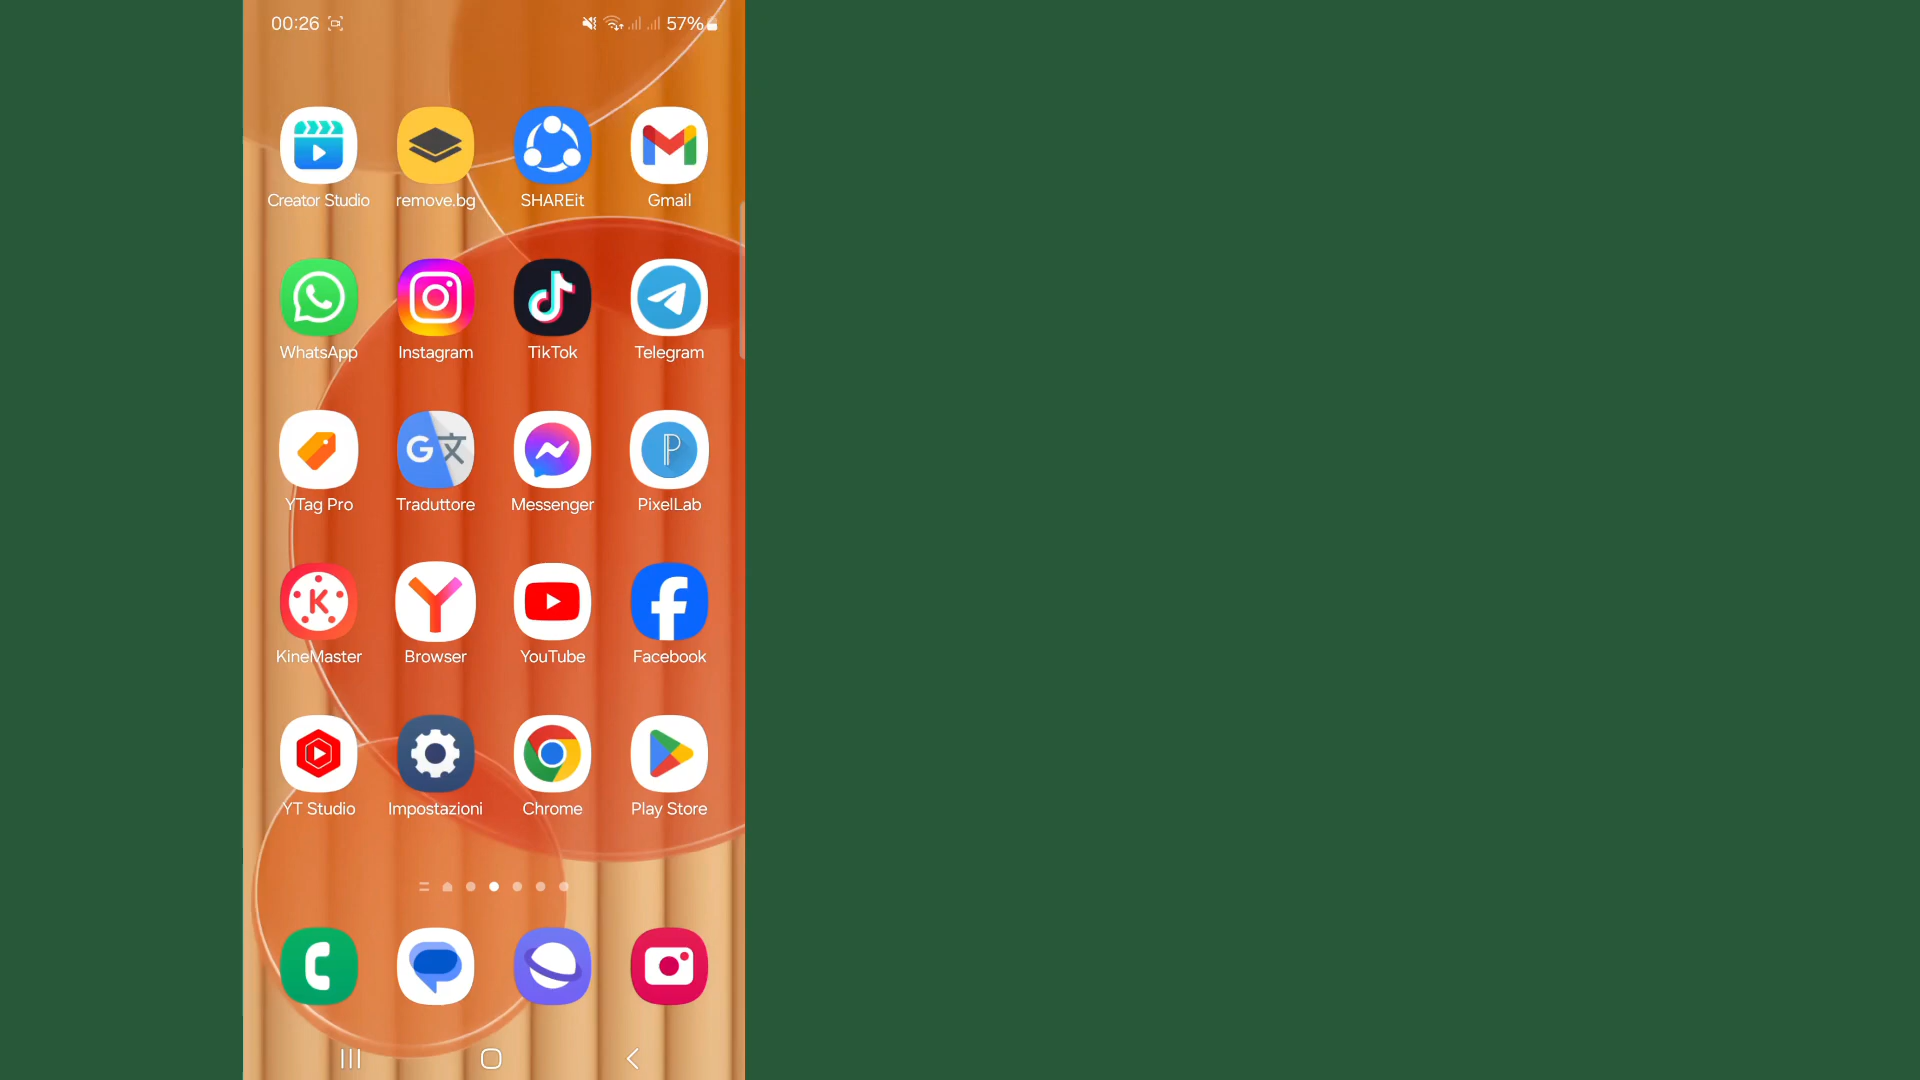 00:26 57%
Creator Studio remove.bg SHAREit Gmail
WhatsApp Instagram TikTok Telegram
G 文 P
YTag Pro Traduttore Messenger PixelLab
K
KineMaster Browser YouTube Facebook
YT Studio Impostazioni Chrome Play Store